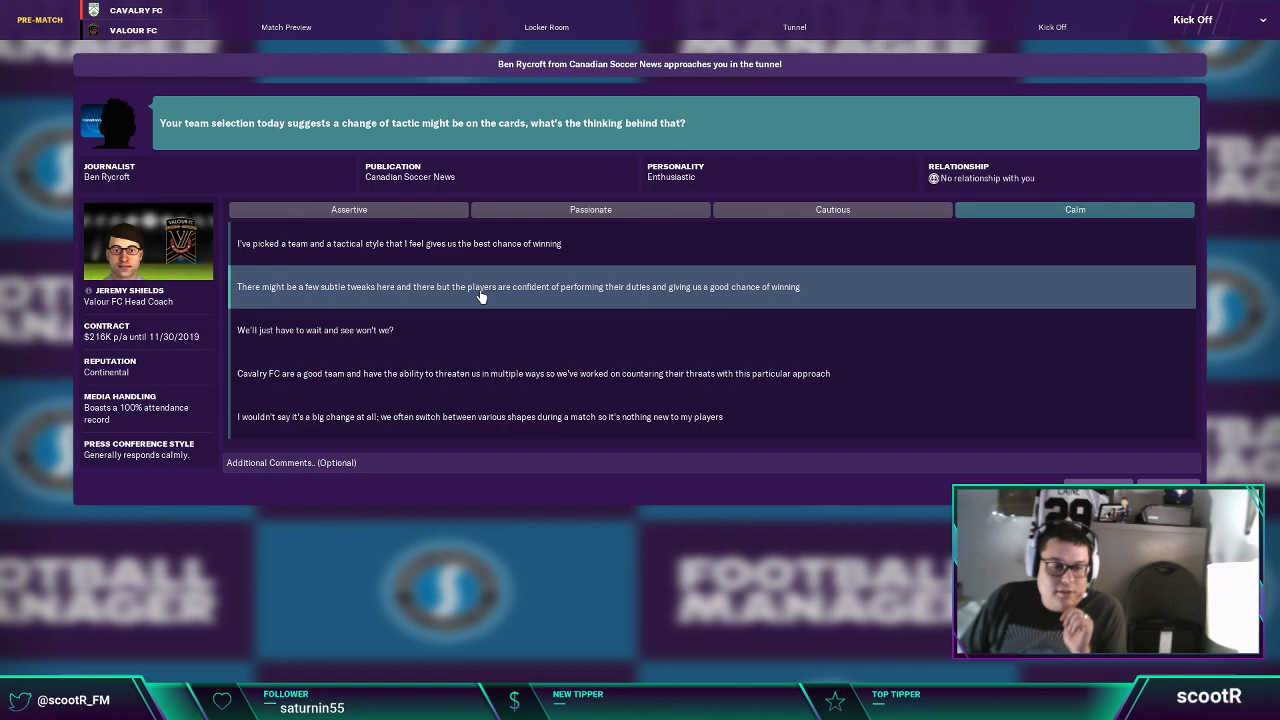 PRE-MATCH
CAVALRY FC
VALOUR FC
Match Preview
Locker Room
Tunnel
Kick Off
Kick Off
Ben Rycroft from Canadian Soccer News approaches you in the tunnel
Your team selection today suggests a change of tactic might be on the cards, what's the thinking behind that?
JOURNALIST
Ben Rycroft
PUBLICATION
Canadian Soccer News
PERSONALITY
Enthusiastic
RELATIONSHIP
No relationship with you
Assertive
Passionate
Cautious
Calm
I've picked a team and a tactical style that I feel gives us the best chance of winning
There might be a few subtle tweaks here and there but the players are confident of performing their duties and giving us a good chance of winning
We'll just have to wait and see won't we?
Cavalry FC are a good team and have the ability to threaten us in multiple ways so we've worked on countering their threats with this particular approach
I wouldn't say it's a big change at all; we often switch between various shapes during a match so it's nothing new to my players
VALOUR FC
JEREMY SHIELDS
Valour FC Head Coach
CONTRACT
$216K p/a until 11/30/2019
REPUTATION
Continental
MEDIA HANDLING
Boasts a 100% attendance
record
PRESS CONFERENCE STYLE
Generally responds calmly.
Additional Comments.. (Optional)
LAINE
29
FOOTBALL
MANAGER
FOOTBALL
MANAGER
@scootR_FM
FOLLOWER
saturnin55
NEW TIPPER
TOP TIPPER
scootR